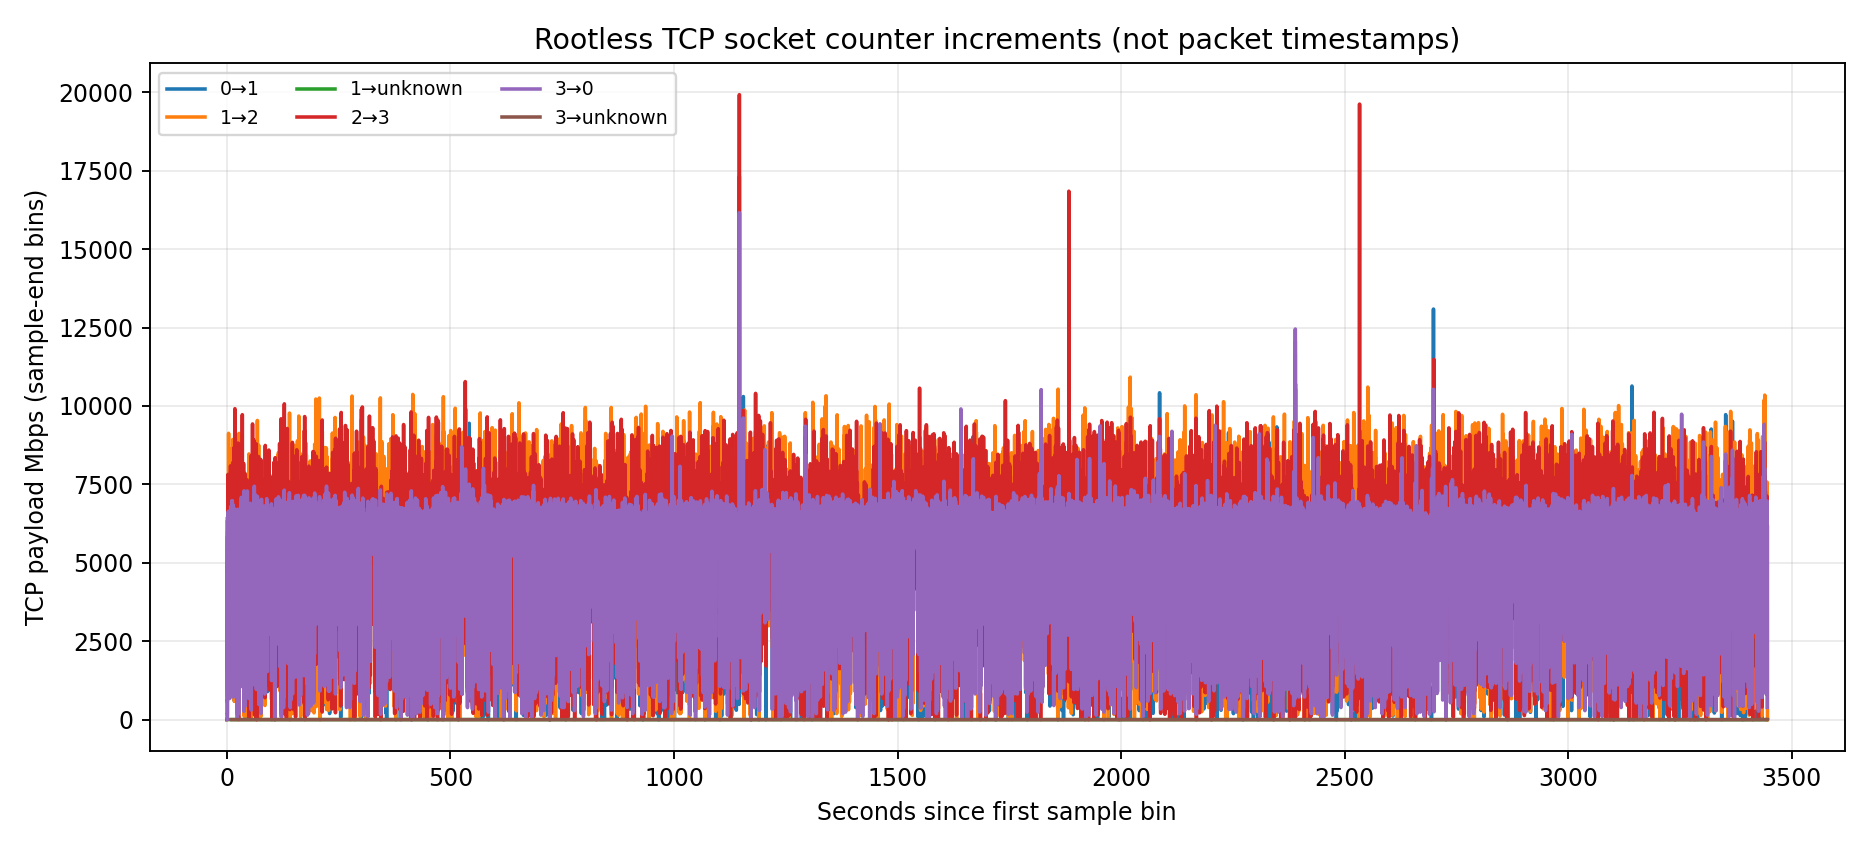 Rootless TCP socket counter increments (not packet timestamps)
0→1 1→unknown 3→0
1→2 2→3 3→unknown
20000
17500
15000
12500
10000
7500
5000
2500
0
TCP payload Mbps (sample-end bins)
0 500 1000 1500 2000 2500 3000 3500
Seconds since first sample bin